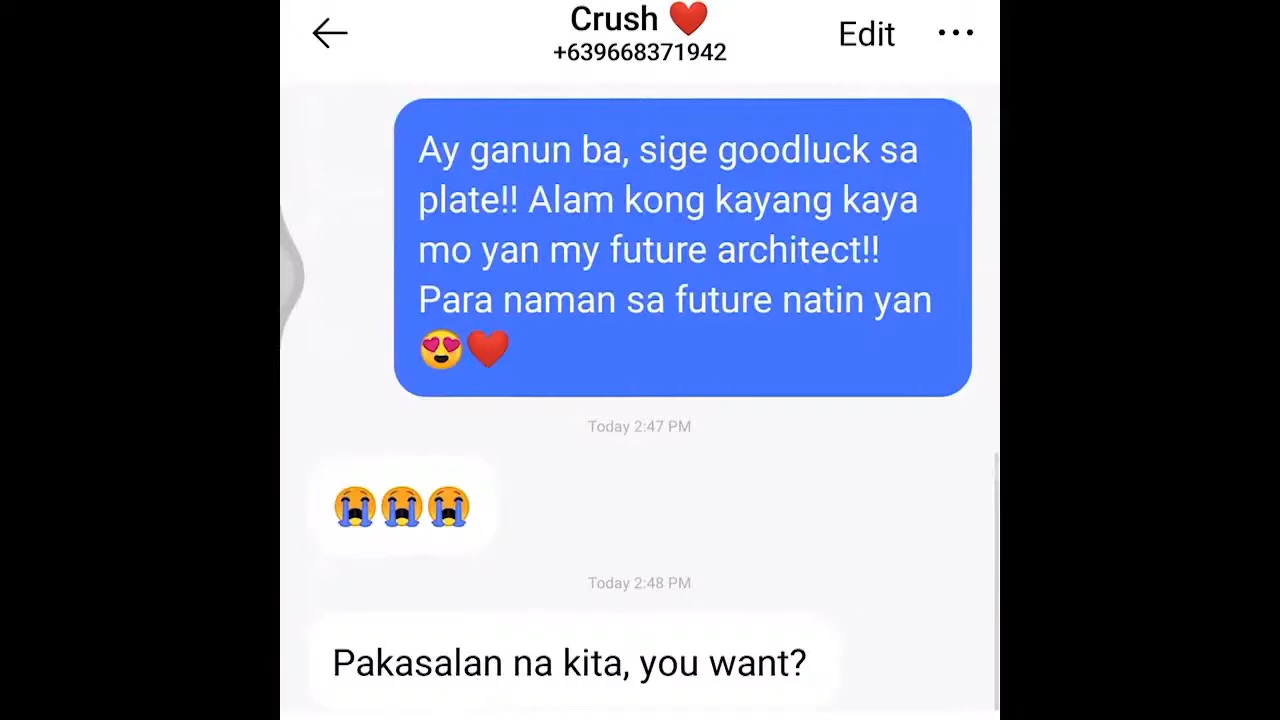 Crush ❤️
+639668371942
Edit
Ay ganun ba, sige goodluck sa
plate!! Alam kong kayang kaya
mo yan my future architect!!
Para naman sa future natin yan
😍❤️
Today 2:47 PM
😭😭😭
Today 2:48 PM
Pakasalan na kita, you want?